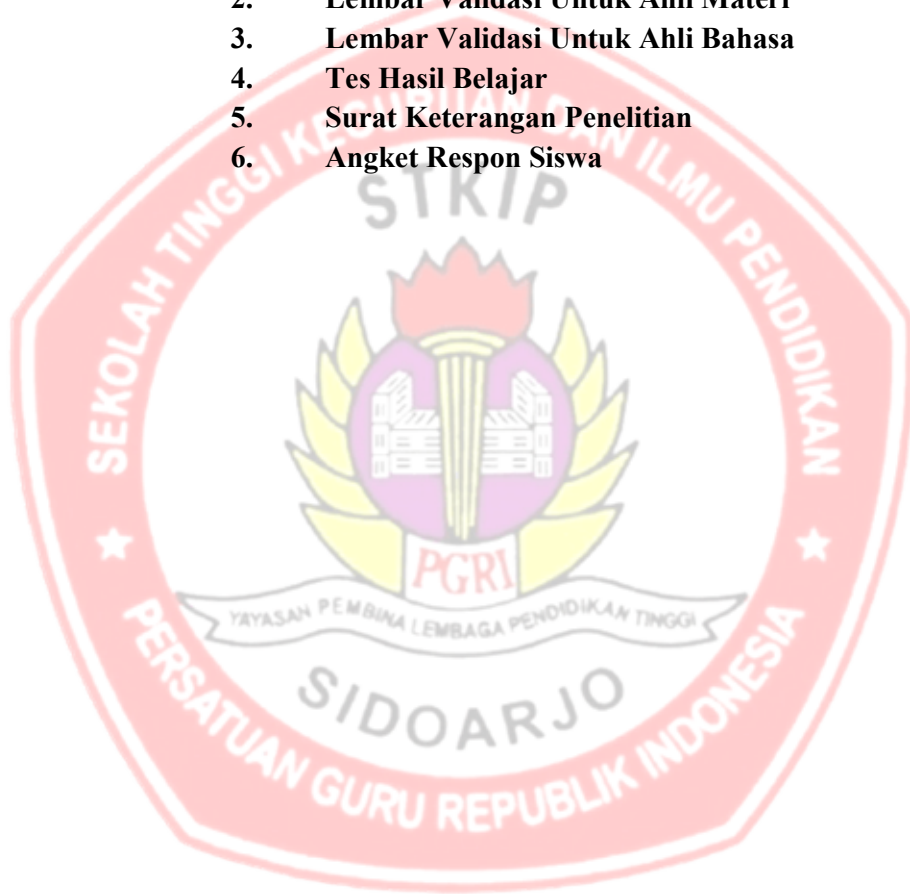 2. Lembar Validasi Untuk Ahli Materi
3. Lembar Validasi Untuk Ahli Bahasa
4. Tes Hasil Belajar
5. Surat Keterangan Penelitian
6. Angket Respon Siswa
SEKOLAH TINGGI KEGURUAN DAN ILMU PENDIDIKAN
STKIP
PGRI
YAYASAN PEMBINA LEMBAGA PENDIDIKAN TINGGI
SIDOARJO
PERSATUAN GURU REPUBLIK INDONESIA